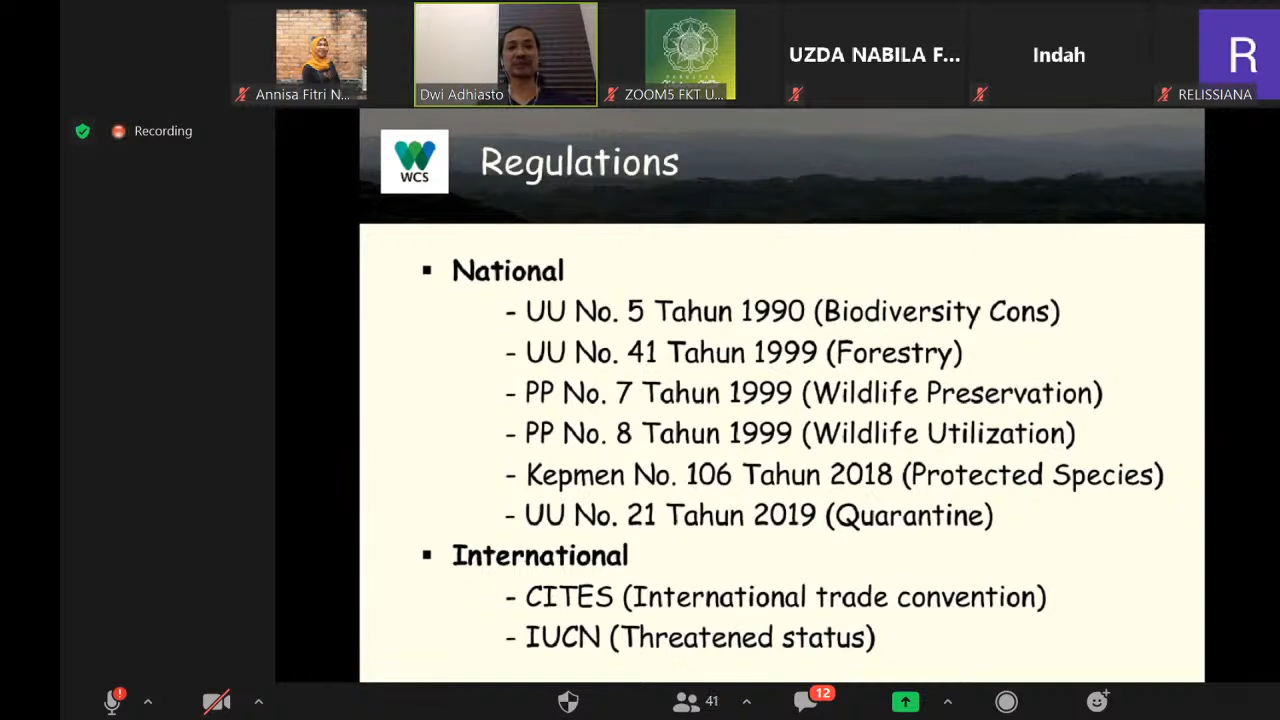 UZDA NABILA F...
Indah
R
Annisa Fitri N...
Dwi Adhiasto
ZOOM5 FKT U...
RELISSIANA
Recording
WCS
Regulations
▪ National
- UU No. 5 Tahun 1990 (Biodiversity Cons)
- UU No. 41 Tahun 1999 (Forestry)
- PP No. 7 Tahun 1999 (Wildlife Preservation)
- PP No. 8 Tahun 1999 (Wildlife Utilization)
- Kepmen No. 106 Tahun 2018 (Protected Species)
- UU No. 21 Tahun 2019 (Quarantine)
▪ International
- CITES (International trade convention)
- IUCN (Threatened status)
41
12